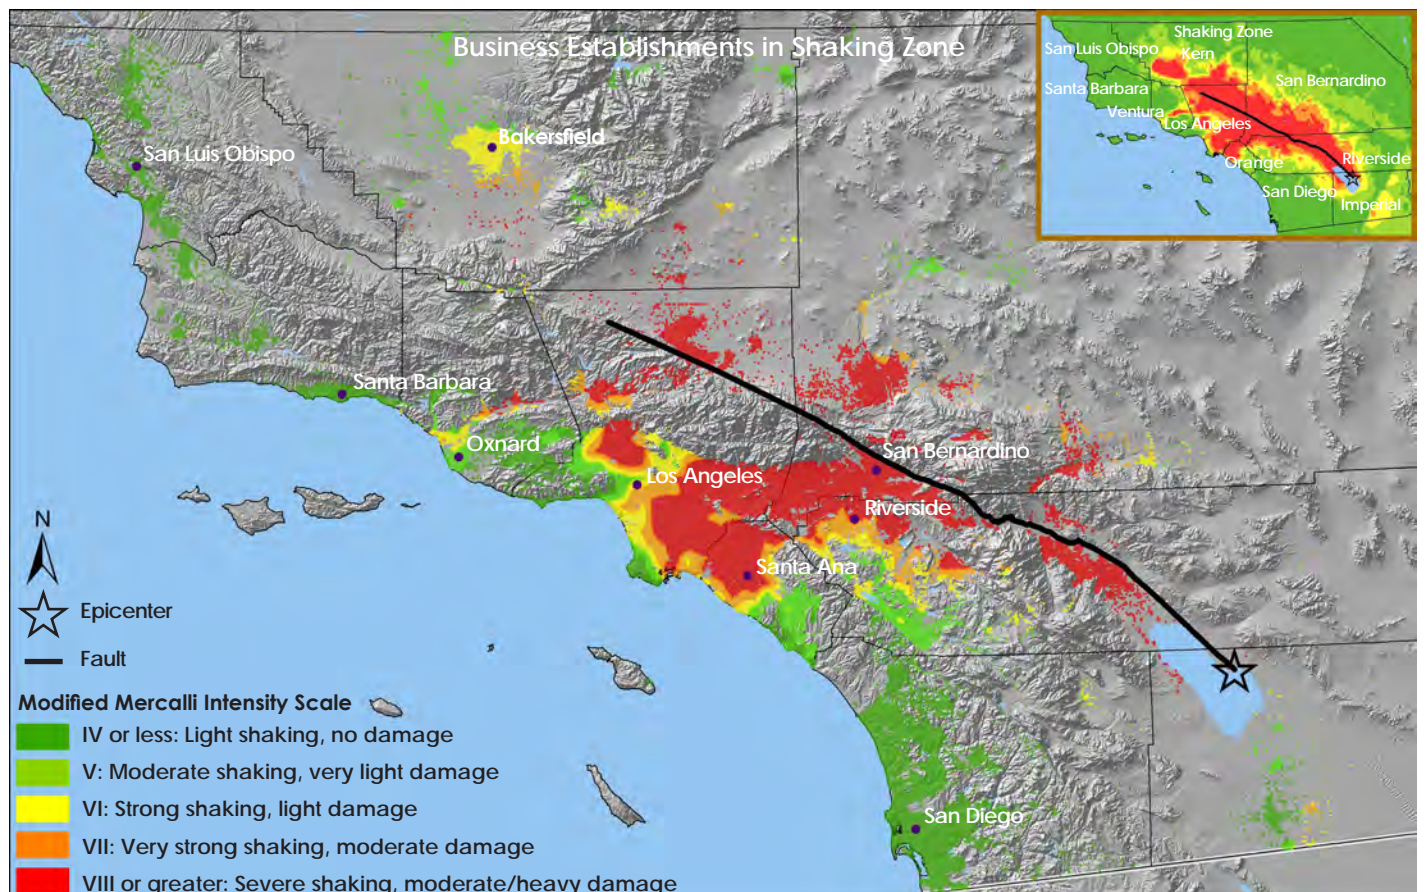 Business Establishments in Shaking Zone
Shaking Zone
San Luis Obispo
Kern
San Bernardino
Santa Barbara
Ventura
Los Angeles
Orange
Riverside
San Diego
Imperial
Bakersfield
San Luis Obispo
Santa Barbara
Oxnard
San Bernardino
Los Angeles
Riverside
Santa Ana
San Diego
N
Epicenter
Fault
Modified Mercalli Intensity Scale
IV or less: Light shaking, no damage
V: Moderate shaking, very light damage
VI: Strong shaking, light damage
VII: Very strong shaking, moderate damage
VIII or greater: Severe shaking, moderate/heavy damage